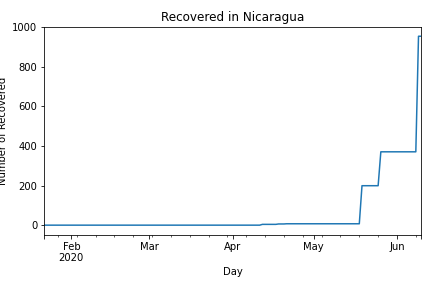 Recovered in Nicaragua
Number of Recovered
1000
800
600
400
200
0
Feb
2020
Mar
Apr
May
Jun
Day